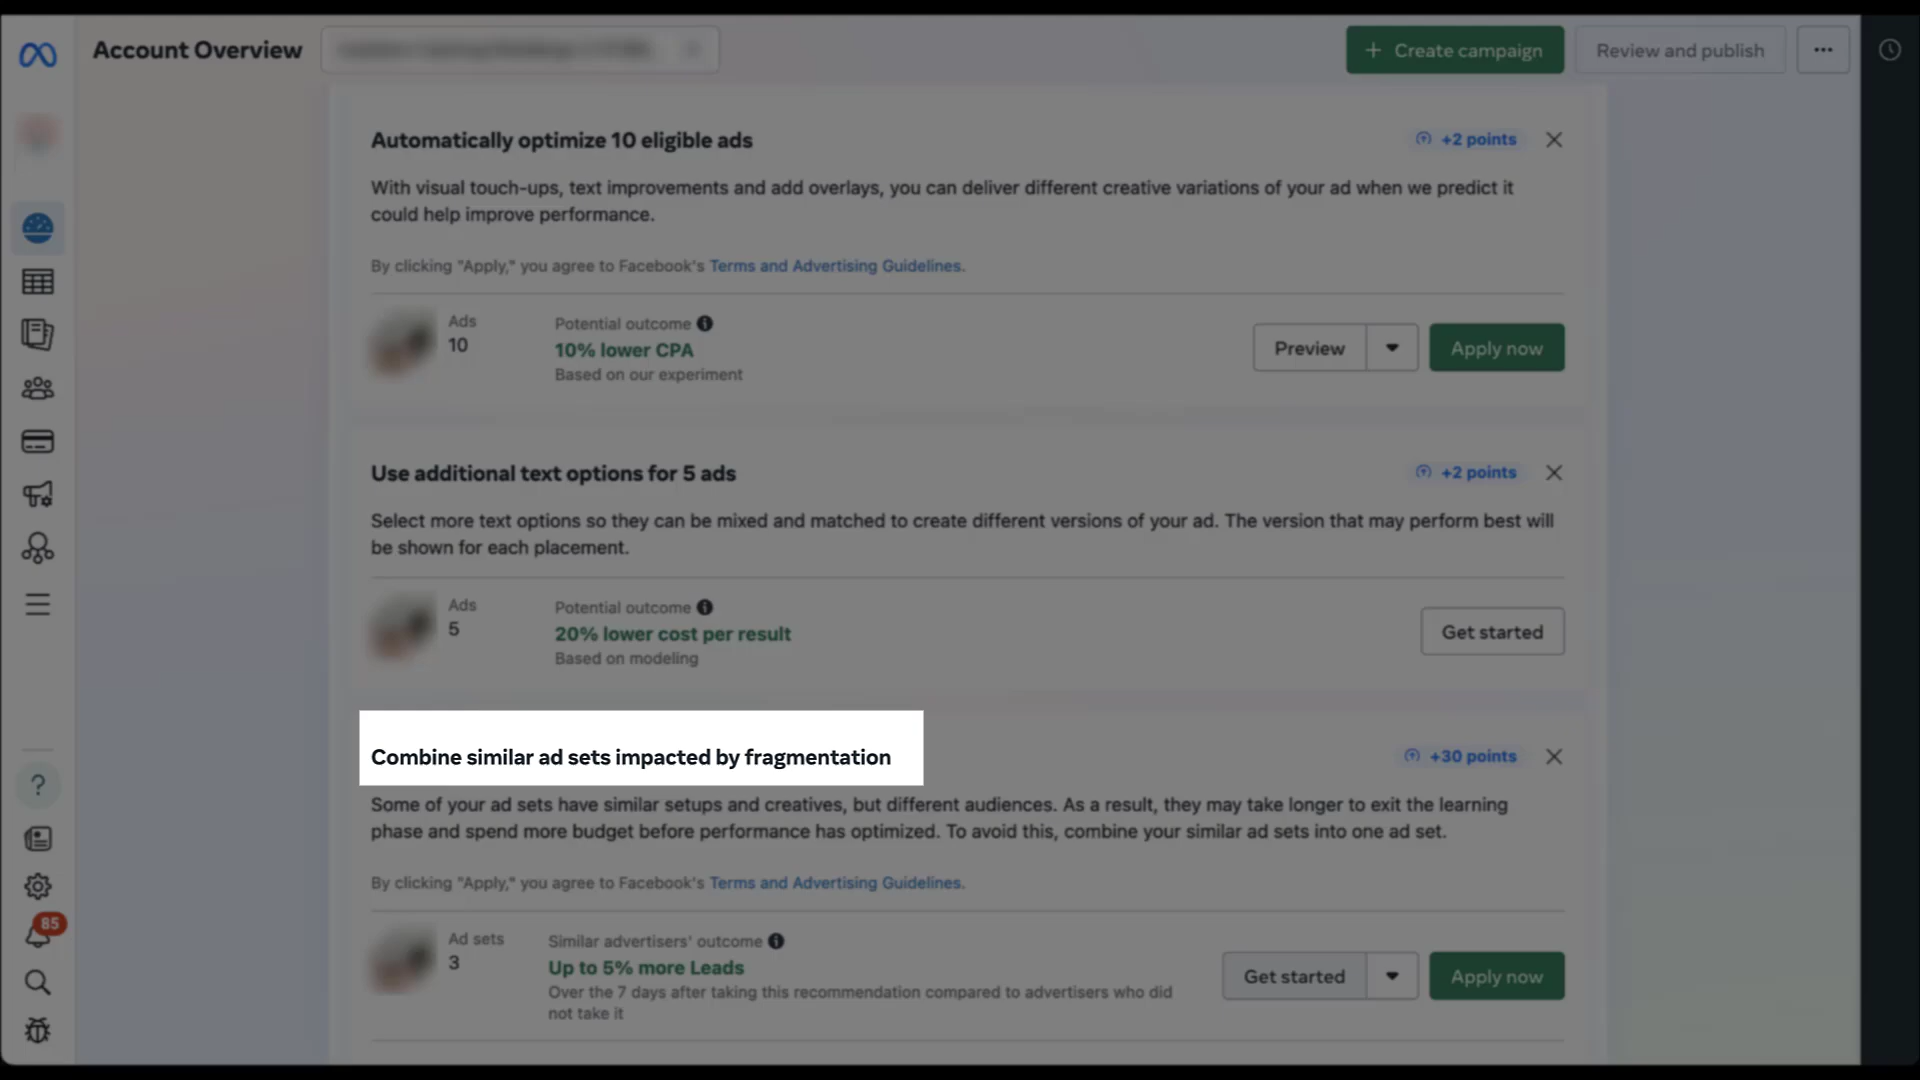 Account Overview
+ Create campaign
Review and publish
Automatically optimize 10 eligible ads
+2 points
With visual touch-ups, text improvements and add overlays, you can deliver different creative variations of your ad when we predict it
could help improve performance.
By clicking "Apply," you agree to Facebook's Terms and Advertising Guidelines.
Ads
10
Potential outcome
10% lower CPA
Based on our experiment
Preview
Apply now
Use additional text options for 5 ads
+2 points
Select more text options so they can be mixed and matched to create different versions of your ad. The version that may perform best will
be shown for each placement.
Ads
5
Potential outcome
20% lower cost per result
Based on modeling
Get started
Combine similar ad sets impacted by fragmentation
+30 points
Some of your ad sets have similar setups and creatives, but different audiences. As a result, they may take longer to exit the learning
phase and spend more budget before performance has optimized. To avoid this, combine your similar ad sets into one ad set.
By clicking "Apply," you agree to Facebook's Terms and Advertising Guidelines.
Ad sets
3
Similar advertisers' outcome
Up to 5% more Leads
Over the 7 days after taking this recommendation compared to advertisers who did
not take it
Get started
Apply now
85